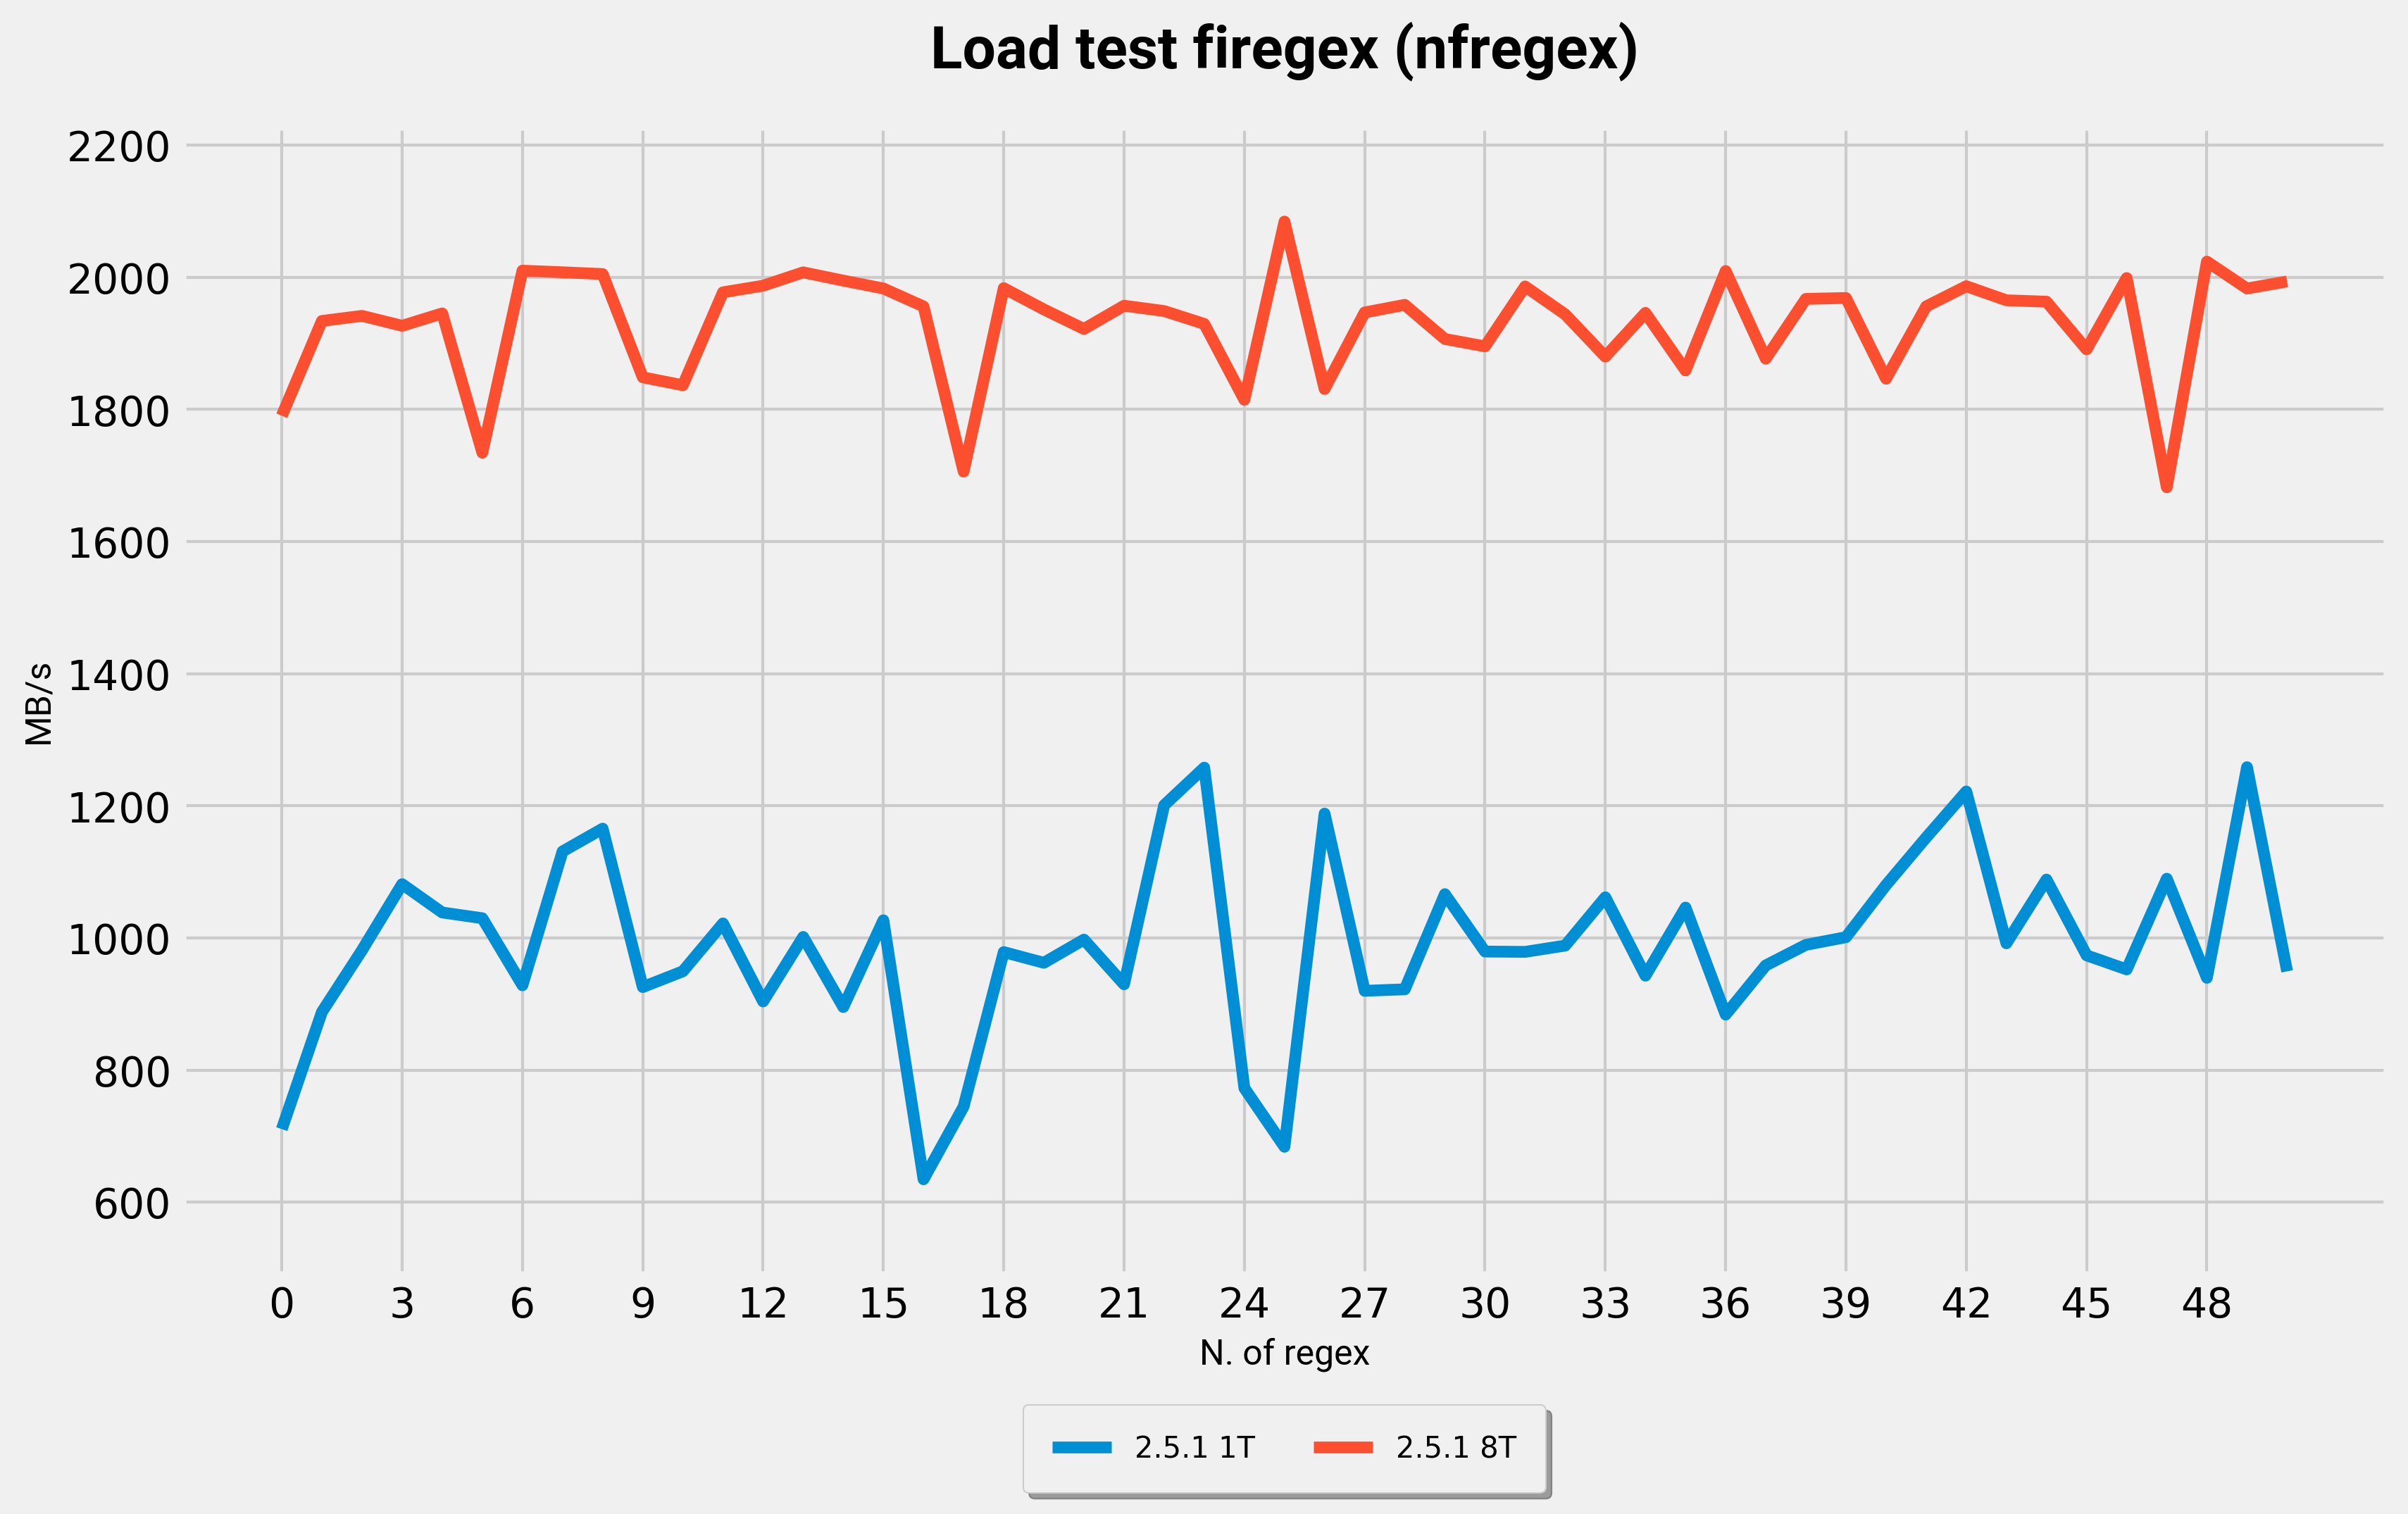 Load test firegex (nfregex)
2200
2000
1800
1600
1400
1200
1000
800
600
MB/s
0 3 6 9 12 15 18 21 24 27 30 33 36 39 42 45 48
N. of regex
2.5.1 1T 2.5.1 8T